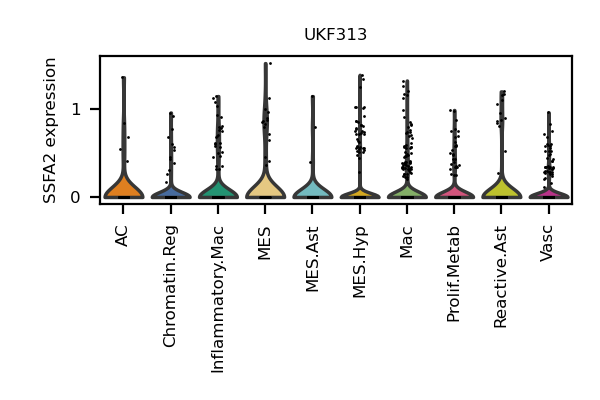 UKF313
SSFA2 expression
1
0
AC
Chromatin.Reg
Inflammatory.Mac
MES
MES.Ast
MES.Hyp
Mac
Prolif.Metab
Reactive.Ast
Vasc